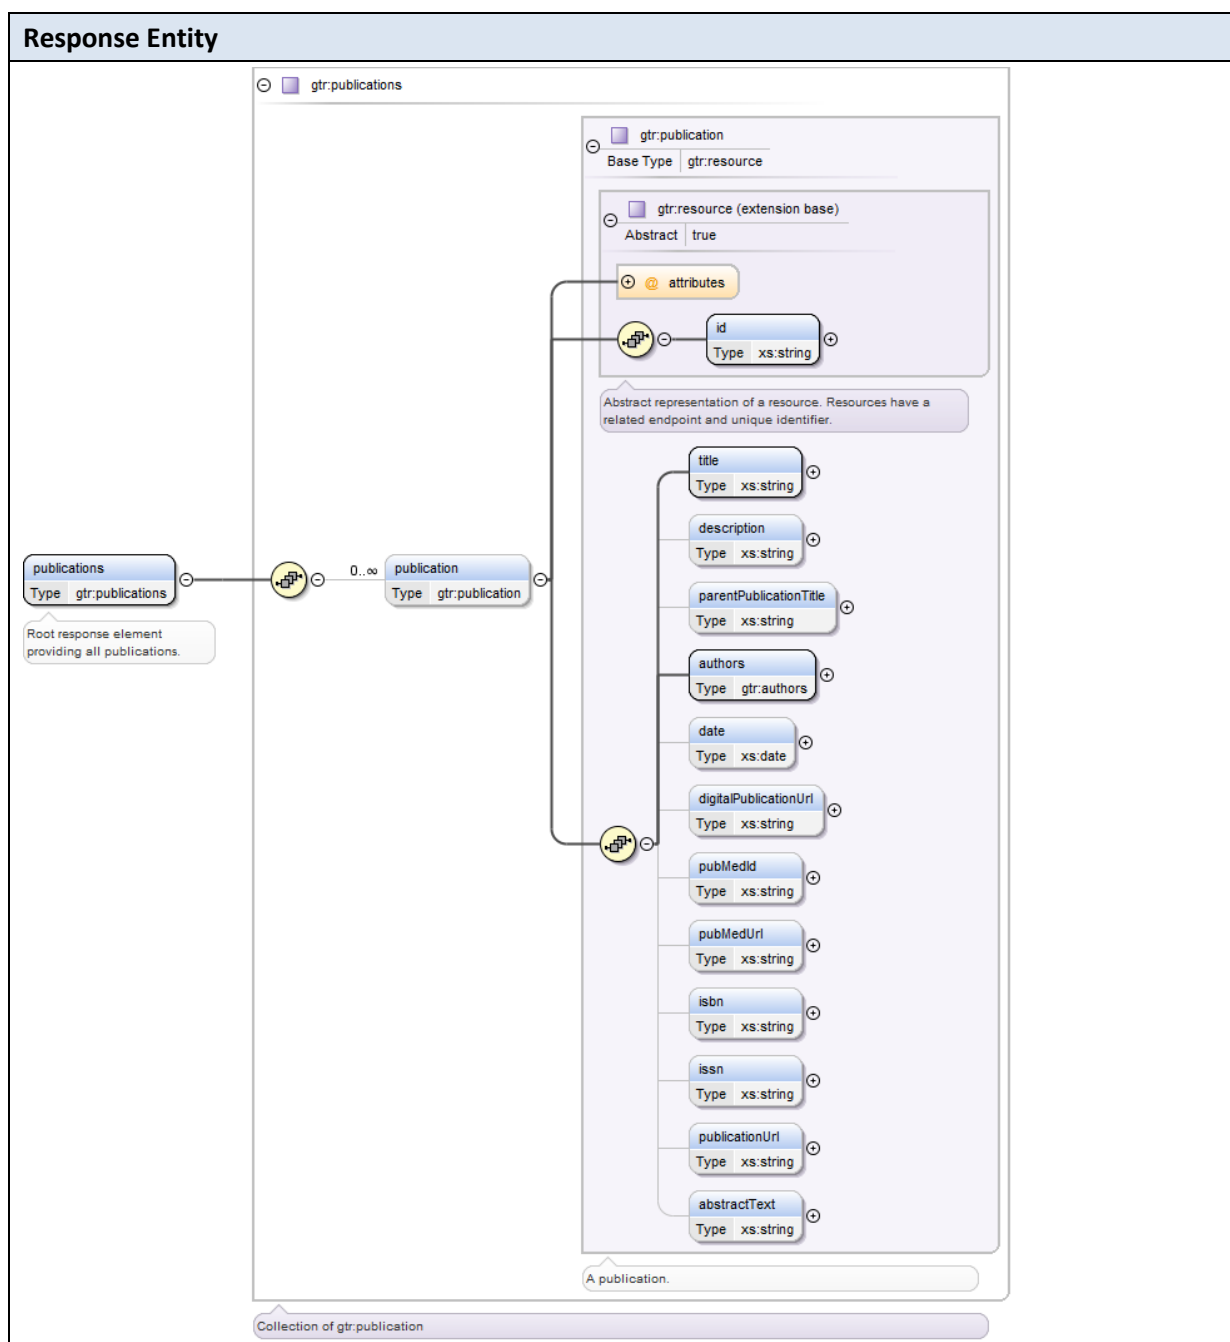 Response Entity
gtr:publications
gtr:publication
Base Type gtr:resource
gtr:resource (extension base)
Abstract true
@ attributes
id
Type xs:string
Abstract representation of a resource. Resources have a
related endpoint and unique identifier.
title
Type xs:string
description
Type xs:string
publications
Type gtr:publications
Root response element
providing all publications.
0..∞
publication
Type gtr:publication
parentPublicationTitle
Type xs:string
authors
Type gtr:authors
date
Type xs:date
digitalPublicationUrl
Type xs:string
pubMedId
Type xs:string
pubMedUrl
Type xs:string
isbn
Type xs:string
issn
Type xs:string
publicationUrl
Type xs:string
abstractText
Type xs:string
A publication.
Collection of gtr:publication